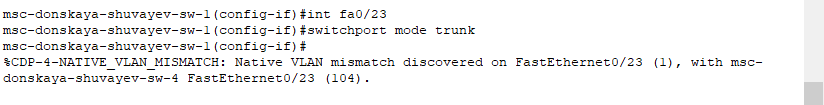 msc-donskaya-shuvayev-sw-1(config-if)#int fa0/23
msc-donskaya-shuvayev-sw-1(config-if)#switchport mode trunk
msc-donskaya-shuvayev-sw-1(config-if)#
%CDP-4-NATIVE_VLAN_MISMATCH: Native VLAN mismatch discovered on FastEthernet0/23 (1), with msc-
donskaya-shuvayev-sw-4 FastEthernet0/23 (104).